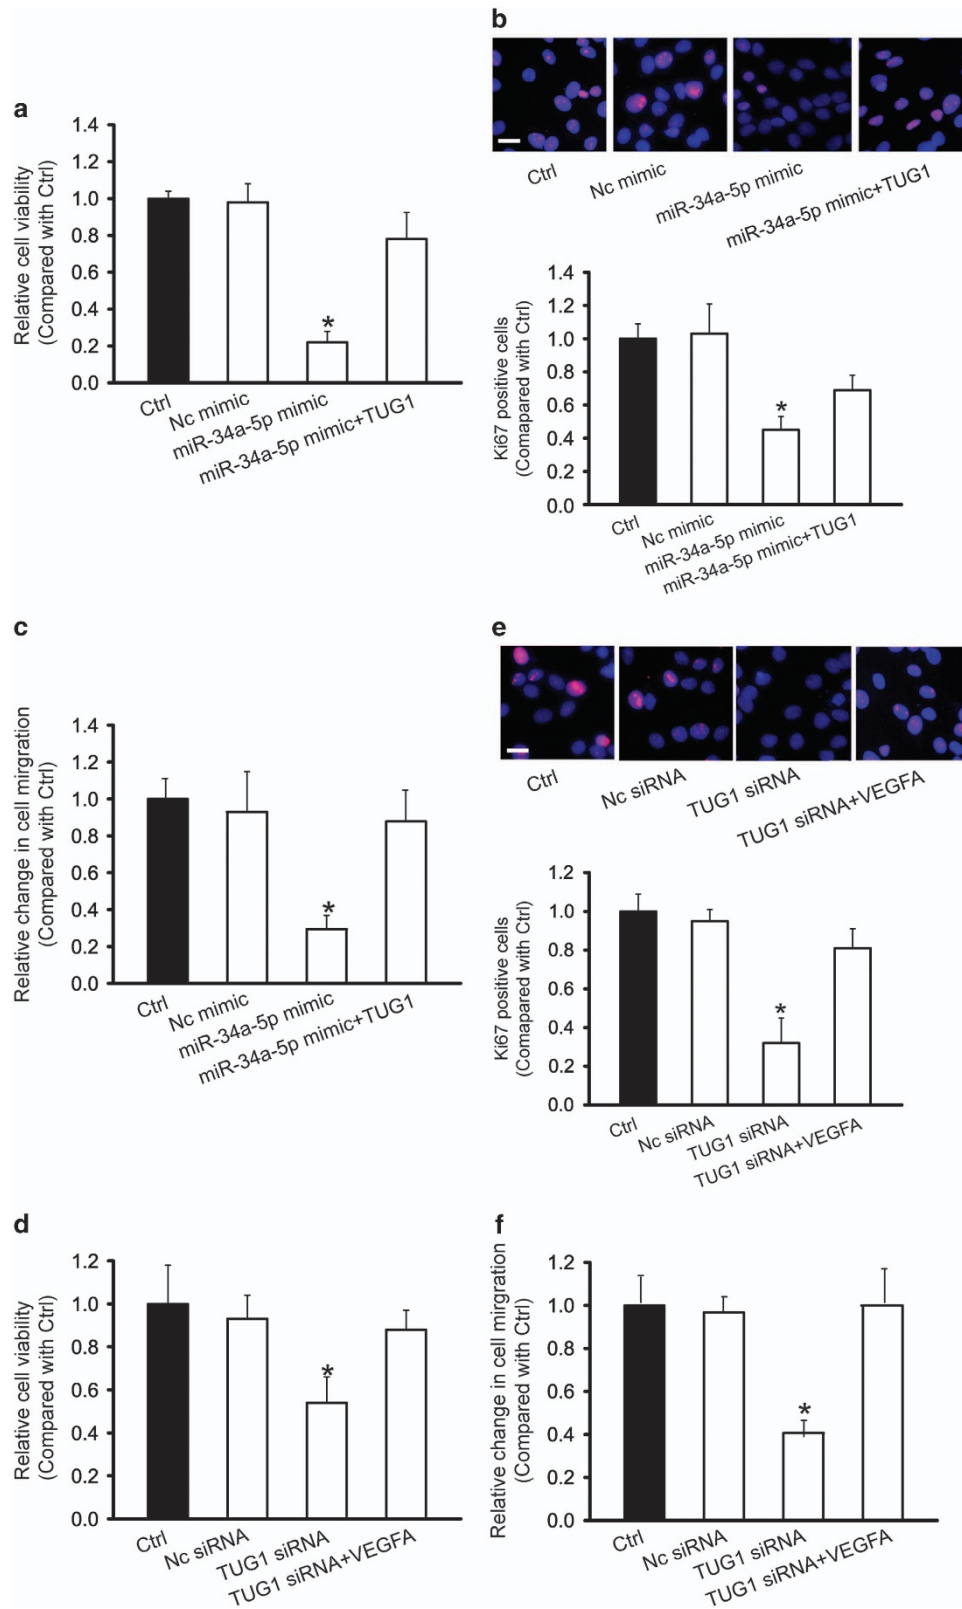 a
Relative cell viability
(Compared with Ctrl)
1.4
1.2
1.0
0.8
0.6
0.4
0.2
0.0
*
Ctrl
Nc mimic
miR-34a-5p mimic
miR-34a-5p mimic+TUG1
b
Ctrl
Nc mimic
miR-34a-5p mimic
miR-34a-5p mimic+TUG1
Ki67 positive cells
(Comapared with Ctrl)
1.4
1.2
1.0
0.8
0.6
0.4
0.2
0.0
*
Ctrl
Nc mimic
miR-34a-5p mimic
miR-34a-5p mimic+TUG1
c
Relative change in cell mirgration
(Compared with Ctrl)
1.4
1.2
1.0
0.8
0.6
0.4
0.2
0.0
*
Ctrl
Nc mimic
miR-34a-5p mimic
miR-34a-5p mimic+TUG1
e
Ctrl
Nc siRNA
TUG1 siRNA
TUG1 siRNA+VEGFA
Ki67 positive cells
(Comapared with Ctrl)
1.2
1.0
0.8
0.6
0.4
0.2
0.0
*
Ctrl
Nc siRNA
TUG1 siRNA
TUG1 siRNA+VEGFA
d
Relative cell viability
(Compared with Ctrl)
1.2
1.0
0.8
0.6
0.4
0.2
0.0
*
Ctrl
Nc siRNA
TUG1 siRNA
TUG1 siRNA+VEGFA
f
Relative change in cell mirgration
(Compared with Ctrl)
1.2
1.0
0.8
0.6
0.4
0.2
0.0
*
Ctrl
Nc siRNA
TUG1 siRNA
TUG1 siRNA+VEGFA